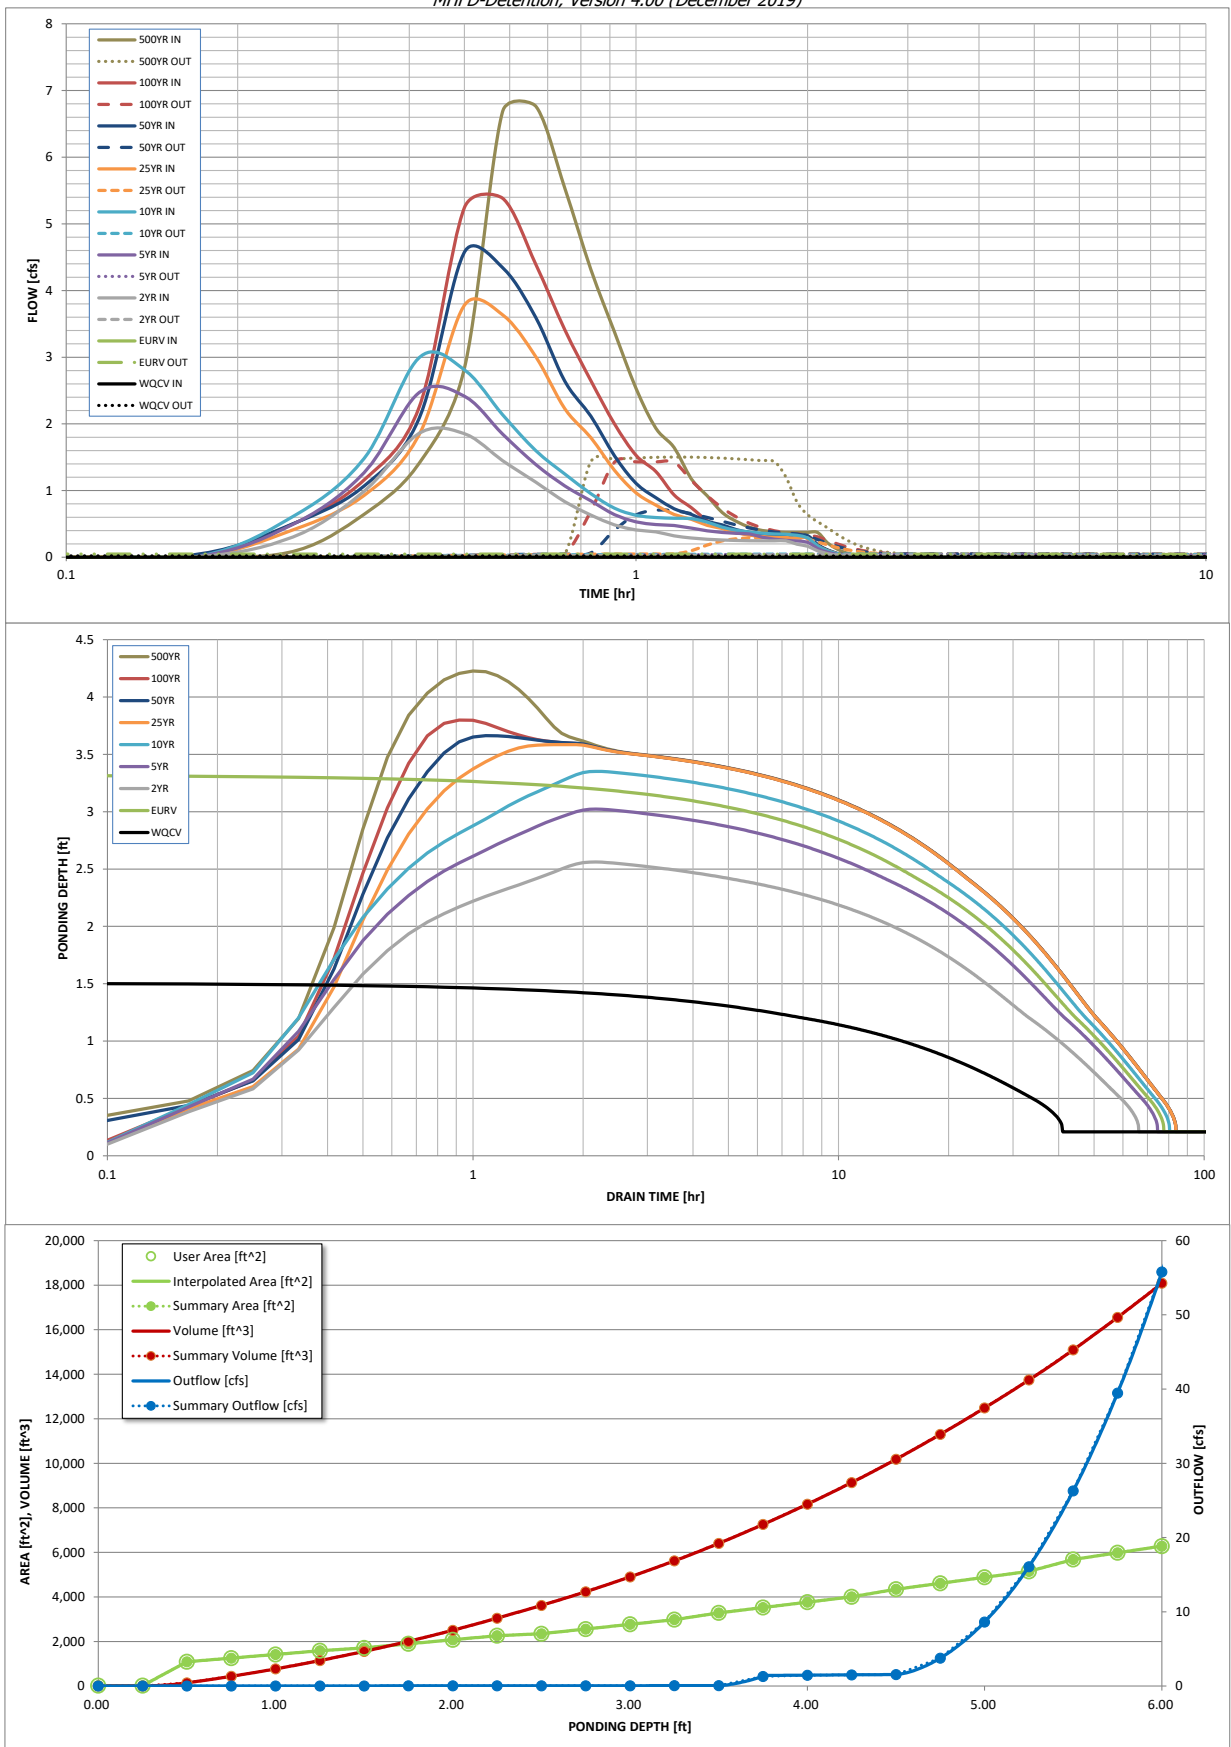 MHFD-Detention, Version 4.00 (December 2019)
8
7
6
5
4
3
2
1
0
0.1
1
10
FLOW [cfs]
TIME [hr]
500YR IN
500YR OUT
100YR IN
100YR OUT
50YR IN
50YR OUT
25YR IN
25YR OUT
10YR IN
10YR OUT
5YR IN
5YR OUT
2YR IN
2YR OUT
EURV IN
EURV OUT
WQCV IN
WQCV OUT
4.5
4
3.5
3
2.5
2
1.5
1
0.5
0
0.1
1
10
100
PONDING DEPTH [ft]
DRAIN TIME [hr]
500YR
100YR
50YR
25YR
10YR
5YR
2YR
EURV
WQCV
20,000
18,000
16,000
14,000
12,000
10,000
8,000
6,000
4,000
2,000
0
60
50
40
30
20
10
0
0.00
1.00
2.00
3.00
4.00
5.00
6.00
AREA [ft^2], VOLUME [ft^3]
OUTFLOW [cfs]
PONDING DEPTH [ft]
User Area [ft^2]
Interpolated Area [ft^2]
Summary Area [ft^2]
Volume [ft^3]
Summary Volume [ft^3]
Outflow [cfs]
Summary Outflow [cfs]